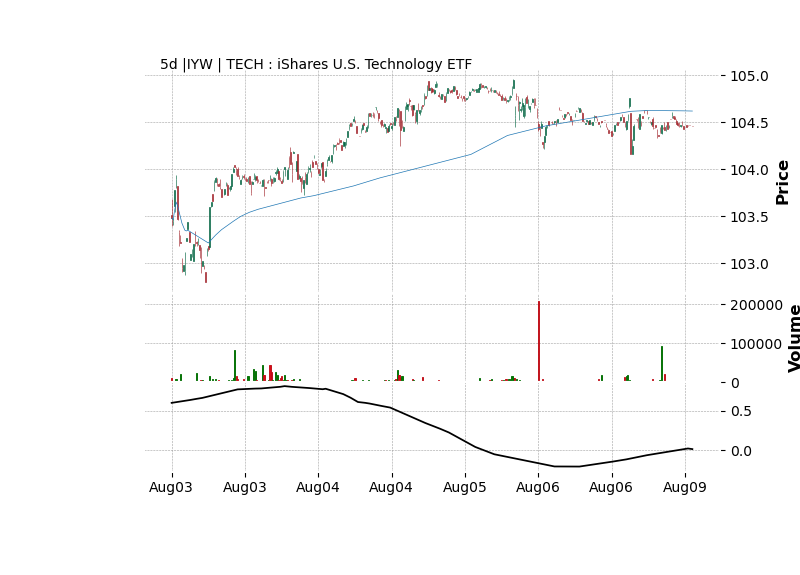 5d |IYW | TECH : iShares U.S. Technology ETF
105.0
104.5
104.0
103.5
103.0
Price
200000
100000
0
Volume
0.5
0.0
Aug03 Aug03 Aug04 Aug04 Aug05 Aug06 Aug06 Aug09